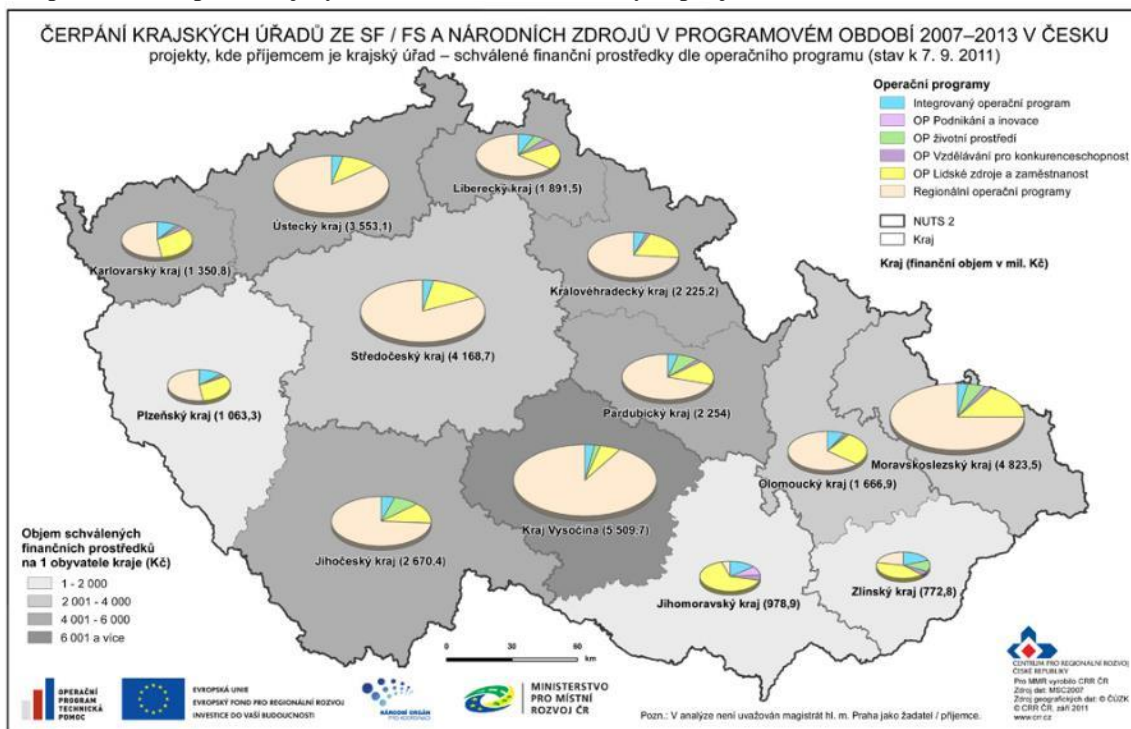 ČERPÁNÍ KRAJSKÝCH ÚŘADŮ ZE SF / FS A NÁRODNÍCH ZDROJŮ V PROGRAMOVÉM OBDOBÍ 2007–2013 V ČESKU
projekty, kde příjemcem je krajský úřad – schválené finanční prostředky dle operačního programu (stav k 7. 9. 2011)
Operační programy
Integrovaný operační program
OP Podnikání a inovace
OP životní prostředí
OP Vzdělávání pro konkurenceschopnost
OP Lidské zdroje a zaměstnanost
Regionální operační programy
NUTS 2
Kraj
Kraj (finanční objem v mil. Kč)
Liberecký kraj (1 891,5)
Ústecký kraj (3 553,1)
Karlovarský kraj (1 350,8)
Královéhradecký kraj (2 225,2)
Středočeský kraj (4 168,7)
Plzeňský kraj (1 063,3)
Pardubický kraj (2 254)
Moravskoslezský kraj (4 823,5)
Olomoucký kraj (1 666,9)
Kraj Vysočina (5 509,7)
Jihočeský kraj (2 670,4)
Jihomoravský kraj (978,9)
Zlínský kraj (772,8)
Objem schválených
finančních prostředků
na 1 obyvatele kraje (Kč)
1 - 2 000
2 001 - 4 000
4 001 - 6 000
6 001 a více
0 30 60
km
OPERAČNÍ
PROGRAM
TECHNICKÁ
POMOC
EVROPSKÁ UNIE
EVROPSKÝ FOND PRO REGIONÁLNÍ ROZVOJ
INVESTICE DO VAŠÍ BUDOUCNOSTI
NÁRODNÍ ORGÁN
PRO KOORDINACI
MINISTERSTVO
PRO MÍSTNÍ
ROZVOJ ČR
Pozn.: V analýze není uvažován magistrát hl. m. Praha jako žadatel / příjemce.
CENTRUM PRO REGIONÁLNÍ ROZVOJ
ČESKÉ REPUBLIKY
Pro MMR vyrobilo CRR ČR
Zdroj dat: MSC2007
Zdroj geografických dat: © ČÚZK
© CRR ČR, září 2011
www.crr.cz